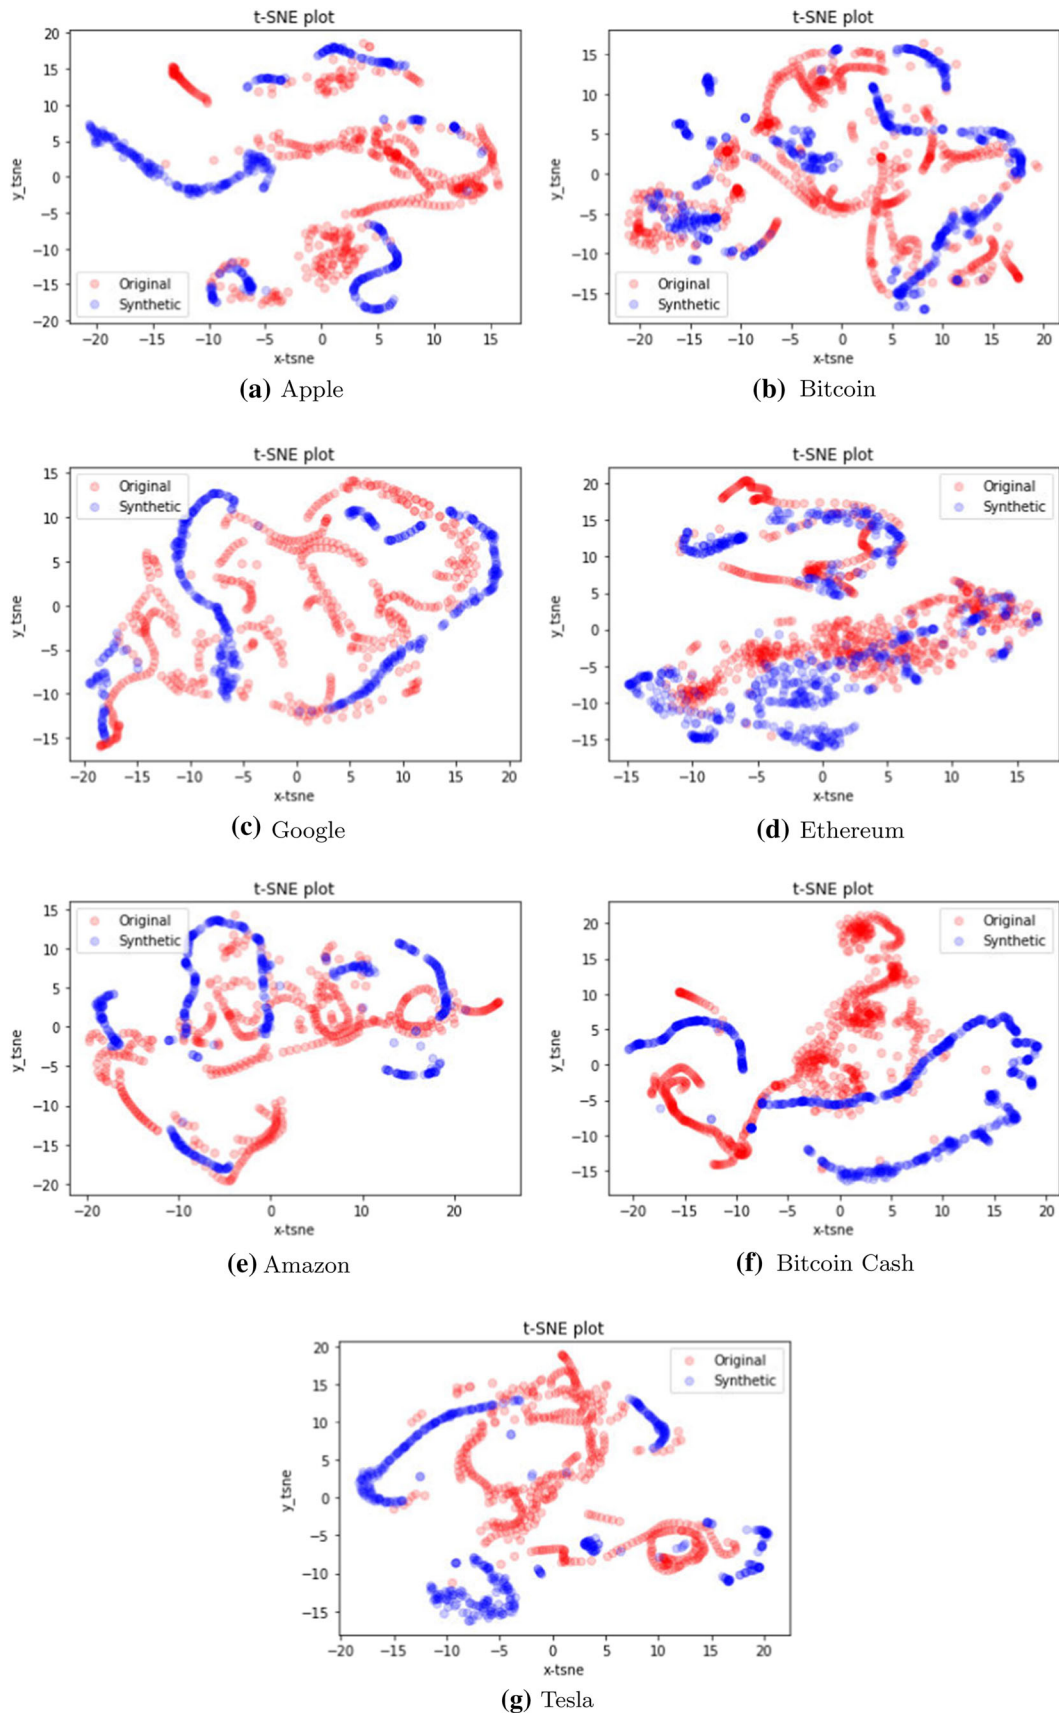 t-SNE plot
20
15
10
5
0
−5
−10
−15
−20
y_tsne
Original
Synthetic
−20 −15 −10 −5 0 5 10 15
x-tsne
(a) Apple
t-SNE plot
15
10
5
0
−5
−10
−15
y_tsne
Original
Synthetic
−20 −15 −10 −5 0 5 10 15 20
x-tsne
(b) Bitcoin
t-SNE plot
15
10
5
0
−5
−10
−15
y_tsne
Original
Synthetic
−20 −15 −10 −5 0 5 10 15 20
x-tsne
(c) Google
t-SNE plot
20
15
10
5
0
−5
−10
−15
y_tsne
Original
Synthetic
−15 −10 −5 0 5 10 15
x-tsne
(d) Ethereum
t-SNE plot
15
10
5
0
−5
−10
−15
−20
y_tsne
Original
Synthetic
−20 −10 0 10 20
x-tsne
(e) Amazon
t-SNE plot
20
15
10
5
0
−5
−10
−15
y_tsne
Original
Synthetic
−20 −15 −10 −5 0 5 10 15 20
x-tsne
(f) Bitcoin Cash
t-SNE plot
20
15
10
5
0
−5
−10
−15
y_tsne
Original
Synthetic
−20 −15 −10 −5 0 5 10 15 20
x-tsne
(g) Tesla